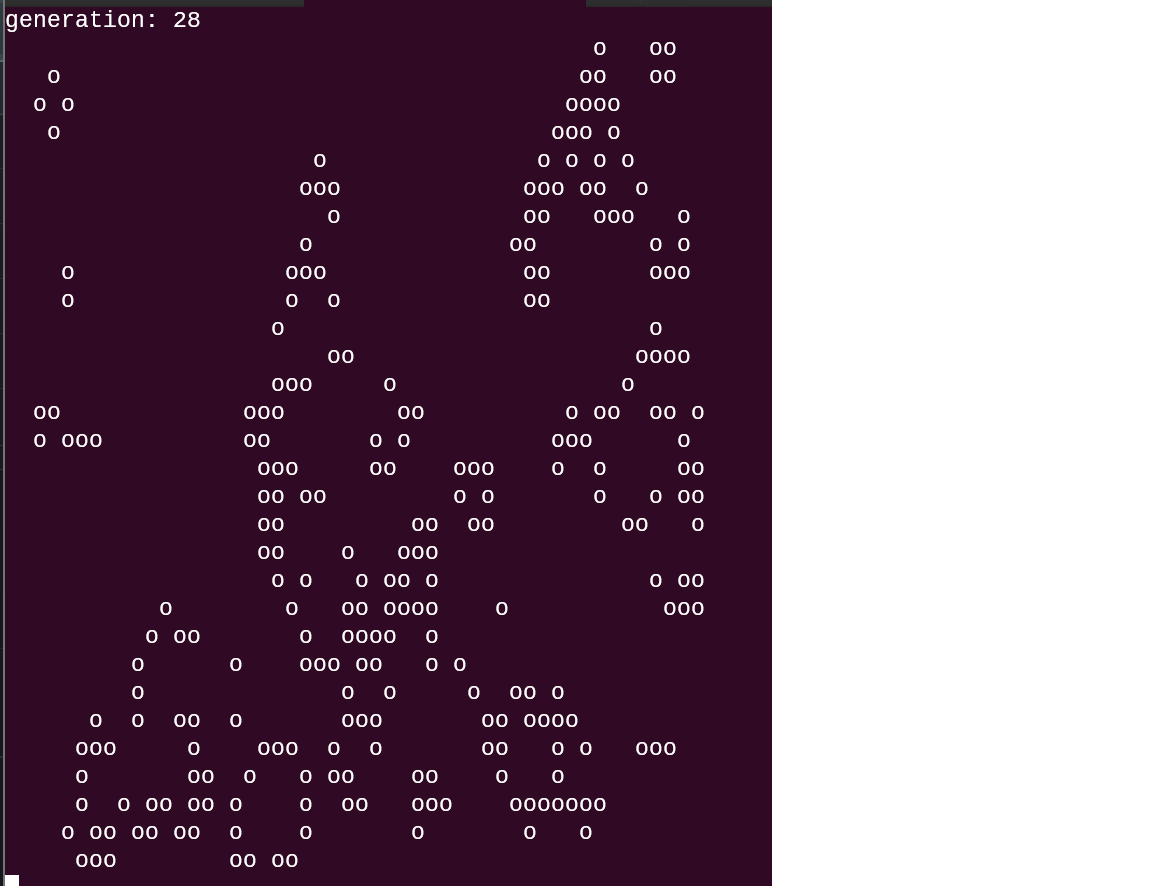 generation: 28
                                          o   oo
   o                                     oo   oo
  o o                                   oooo
   o                                   ooo o
                      o               o o o o
                     ooo             ooo oo  o
                       o             oo   ooo   o
                     o              oo        o o
    o               ooo              oo       ooo
    o               o  o             oo
                   o                          o
                       oo                    oooo
                   ooo     o                o
  oo             ooo        oo          o oo  oo o
  o ooo          oo       o o          ooo      o
                  ooo     oo    ooo    o  o     oo
                  oo oo         o o       o   o oo
                  oo         oo  oo         oo   o
                  oo    o   ooo
                   o o   o oo o               o oo
           o        o   oo oooo    o           ooo
          o oo       o  oooo  o
         o      o    ooo oo   o o
         o              o  o     o  oo o
      o  o  oo  o       ooo       oo oooo
     ooo     o    ooo  o  o       oo   o o   ooo
     o       oo  o   o oo    oo    o   o
     o  o oo oo o    o  oo   ooo    ooooooo
    o oo oo oo  o    o       o       o   o
     ooo        oo oo